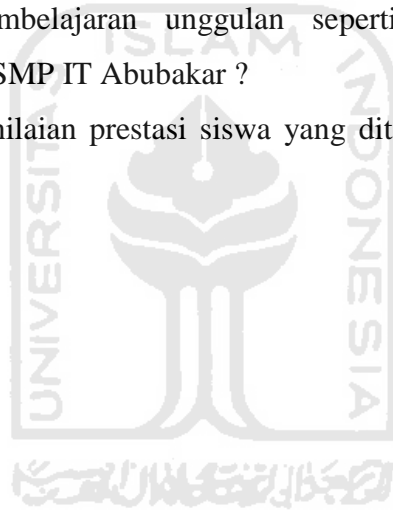 mbelajaran unggulan seperti
SMP IT Abubakar ?
nilaian prestasi siswa yang dit
ISLAM
UNIVERSITAS
INDONESIA